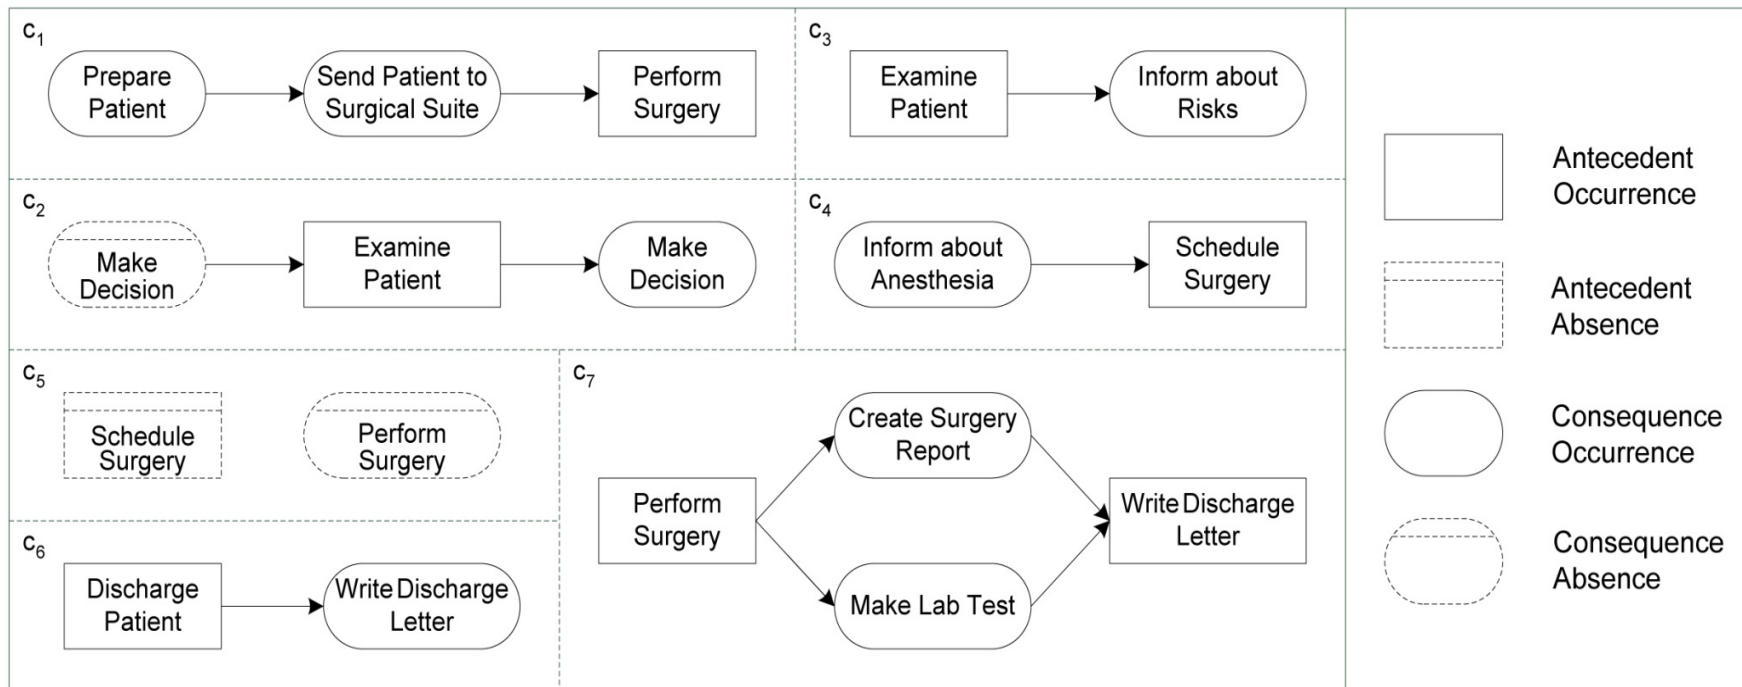 c1
Prepare
Patient
Send Patient to
Surgical Suite
Perform
Surgery
c3
Examine
Patient
Inform about
Risks
c2
Make
Decision
Examine
Patient
Make
Decision
c4
Inform about
Anesthesia
Schedule
Surgery
c5
Schedule
Surgery
Perform
Surgery
c6
Discharge
Patient
Write Discharge
Letter
c7
Perform
Surgery
Create Surgery
Report
Make Lab Test
Write Discharge
Letter
Antecedent
Occurrence
Antecedent
Absence
Consequence
Occurrence
Consequence
Absence